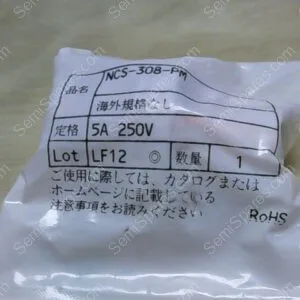 品名 NCS-308-PM
海外規格なし
定格 5A 250V
Lot LF12 ◎ 数量 1
ご使用に際しては、カタログまたは
ホームページに記載している
注意事項をお読みください
RoHS